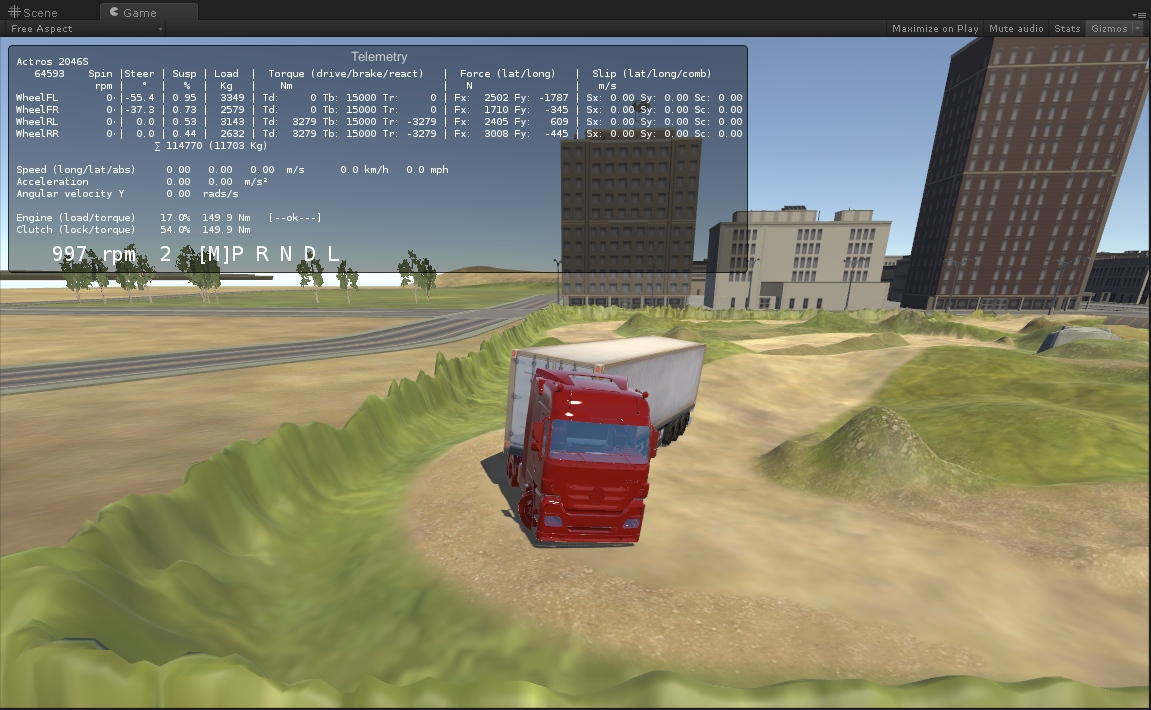 Scene Game
Free Aspect Maximize on Play Mute audio Stats Gizmos
Telemetry
Actros 2046S
64593 Spin |Steer | Susp | Load | Torque (drive/brake/react) | Force (lat/long) | Slip (lat/long/comb)
rpm | ° | % | Kg | Nm | N | m/s
WheelFL 0· |-55.4 | 0.95 | 3349 | Td: 0 Tb: 15000 Tr: 0 | Fx: 2502 Fy: -1787 | Sx: 0.00 Sy: 0.00 Sc: 0.00
WheelFR 0· |-37.3 | 0.73 | 2579 | Td: 0 Tb: 15000 Tr: 0 | Fx: 1710 Fy: -345 | Sx: 0.00 Sy: 0.00 Sc: 0.00
WheelRL 0· | 0.0 | 0.53 | 3143 | Td: 3279 Tb: 15000 Tr: -3279 | Fx: 2405 Fy: 609 | Sx: 0.00 Sy: 0.00 Sc: 0.00
WheelRR 0· | 0.0 | 0.44 | 2632 | Td: 3279 Tb: 15000 Tr: -3279 | Fx: 3008 Fy: -445 | Sx: 0.00 Sy: 0.00 Sc: 0.00
∑ 114770 (11703 Kg)
Speed (long/lat/abs) 0.00 0.00 0.00 m/s 0.0 km/h 0.0 mph
Acceleration 0.00 0.00 m/s²
Angular velocity Y 0.00 rads/s
Engine (load/torque) 17.0% 149.9 Nm [--ok---]
Clutch (lock/torque) 54.0% 149.9 Nm
997 rpm 2 [M]P R N D L